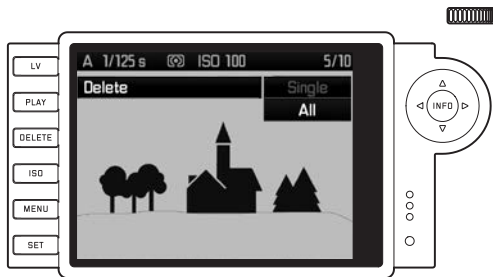 LV
PLAY
DELETE
ISO
MENU
SET
A 1/125 s ISO 100 5/10
Delete Single
All
INFO